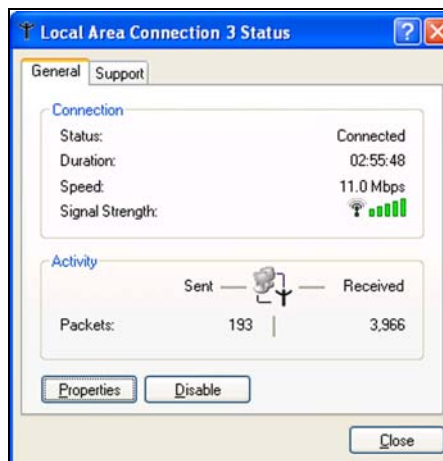 Local Area Connection 3 Status
General Support
Connection
Status: Connected
Duration: 02:55:48
Speed: 11.0 Mbps
Signal Strength:
Activity
Sent Received
Packets: 193 3,966
Properties Disable
Close